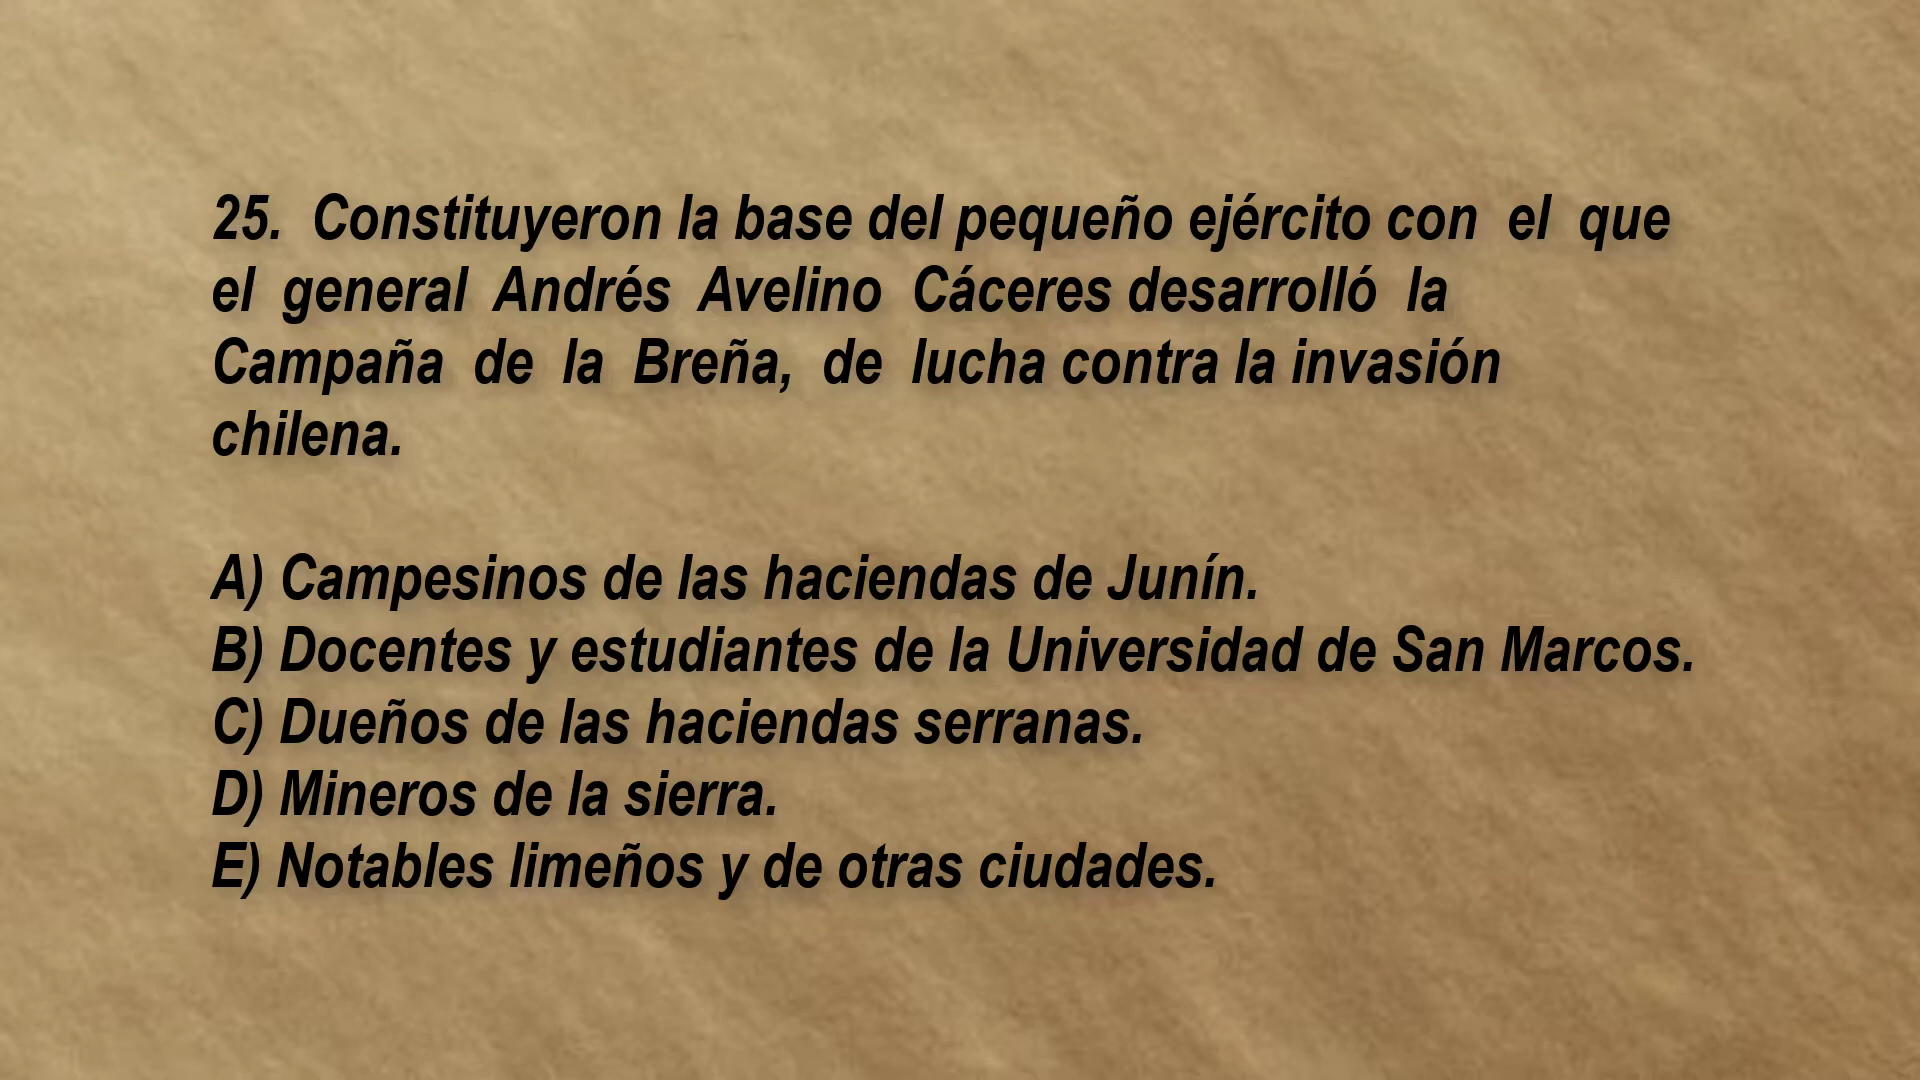 25. Constituyeron la base del pequeño ejército con el que
el general Andrés Avelino Cáceres desarrolló la
Campaña de la Breña, de lucha contra la invasión
chilena.
A) Campesinos de las haciendas de Junín.
B) Docentes y estudiantes de la Universidad de San Marcos.
C) Dueños de las haciendas serranas.
D) Mineros de la sierra.
E) Notables limeños y de otras ciudades.